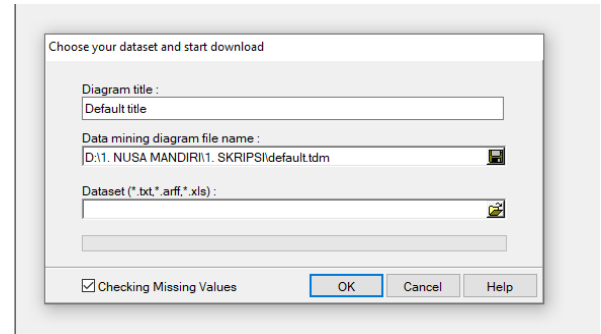 Choose your dataset and start download
Diagram title :
Default title
Data mining diagram file name :
D:\1. NUSA MANDIRI\1. SKRIPSI\default.tdm
Dataset (*.txt,*.arff,*.xls) :
Checking Missing Values
OK
Cancel
Help